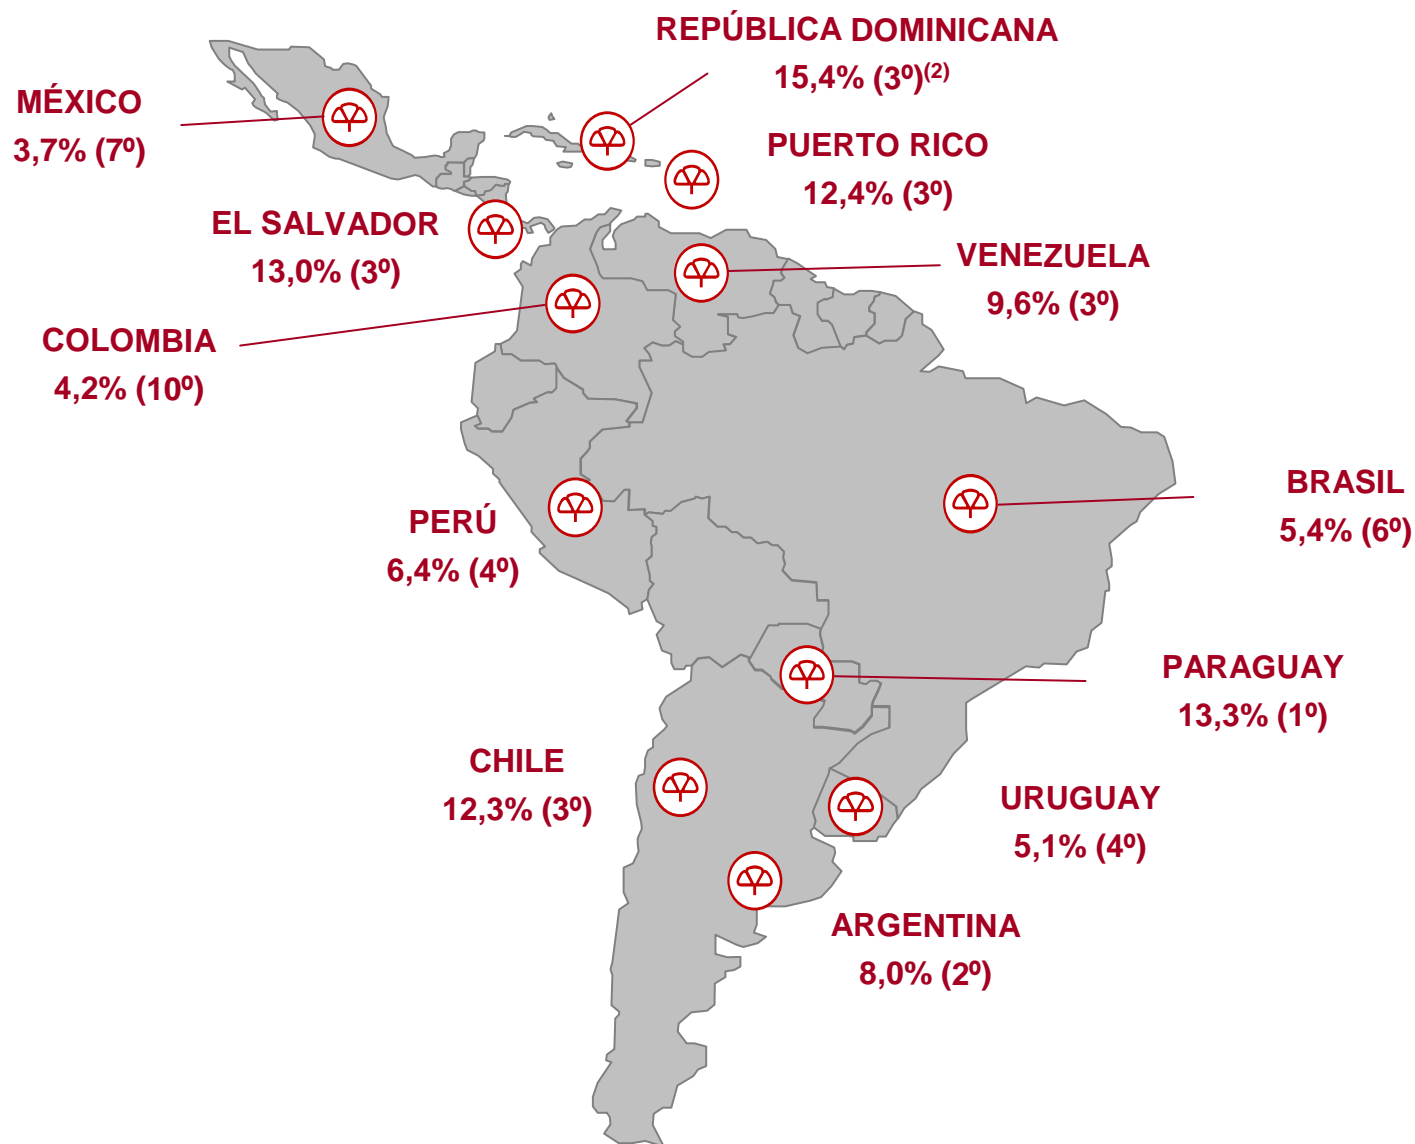 REPÚBLICA DOMINICANA
15,4% (3º)(2)
MÉXICO
3,7% (7º)
PUERTO RICO
12,4% (3º)
EL SALVADOR
13,0% (3º)
VENEZUELA
9,6% (3º)
COLOMBIA
4,2% (10º)
BRASIL
5,4% (6º)
PERÚ
6,4% (4º)
PARAGUAY
13,3% (1º)
CHILE
12,3% (3º)
URUGUAY
5,1% (4º)
ARGENTINA
8,0% (2º)